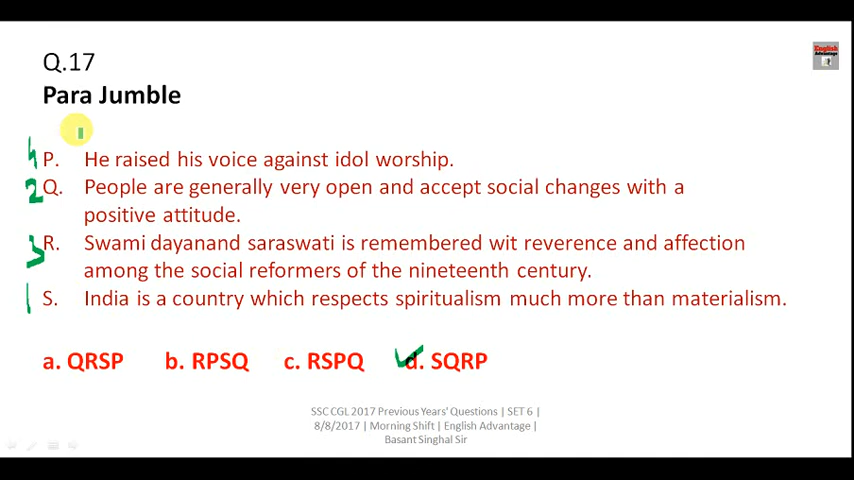 Q.17
English
Advantage
Para Jumble
4 P. He raised his voice against idol worship.
2 Q. People are generally very open and accept social changes with a
positive attitude.
3 R. Swami dayanand saraswati is remembered wit reverence and affection
among the social reformers of the nineteenth century.
1 S. India is a country which respects spiritualism much more than materialism.
a. QRSP b. RPSQ c. RSPQ d. SQRP
SSC CGL 2017 Previous Years' Questions | SET 6 |
8/8/2017 | Morning Shift | English Advantage |
Basant Singhal Sir